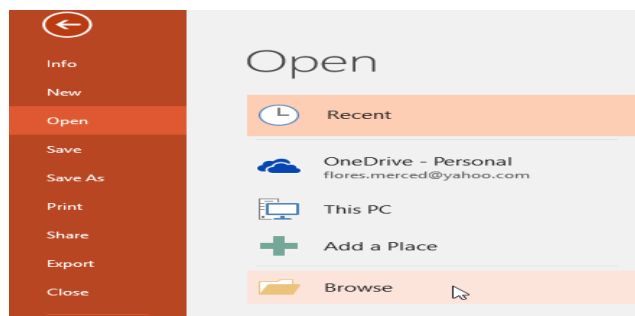 Info
New
Open
Save
Save As
Print
Share
Export
Close
Open
Recent
OneDrive - Personal
flores.merced@yahoo.com
This PC
Add a Place
Browse